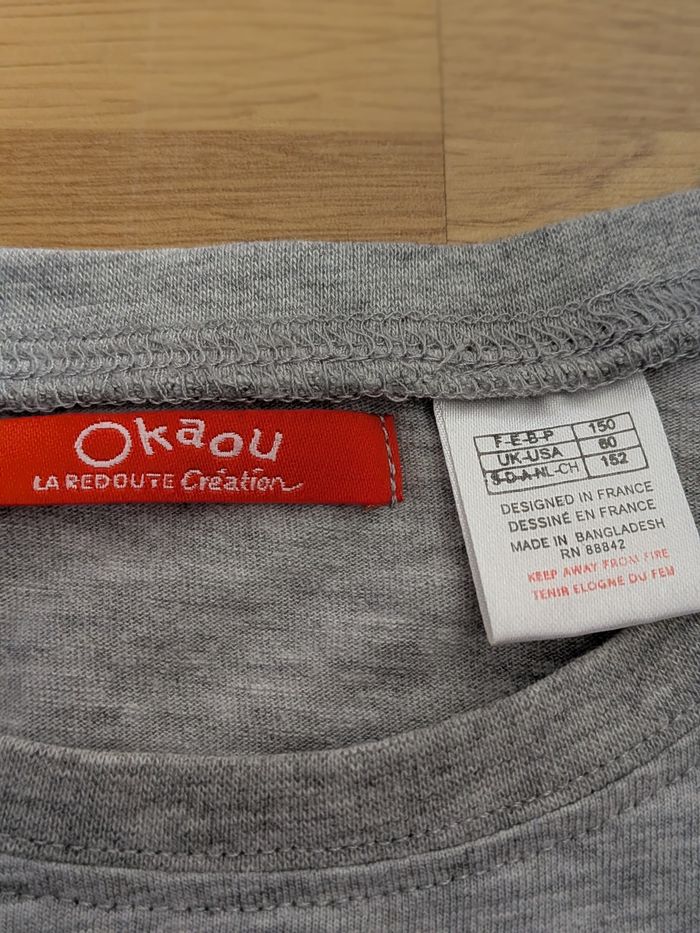 Okaou
LA REDOUTE Création
F-E-B-P 150
UK-USA 60
S-D-A-NL-CH 152
DESIGNED IN FRANCE
DESSINÉ EN FRANCE
MADE IN BANGLADESH
RN 88842
KEEP AWAY FROM FIRE
TENIR ELOGNE DU FEU